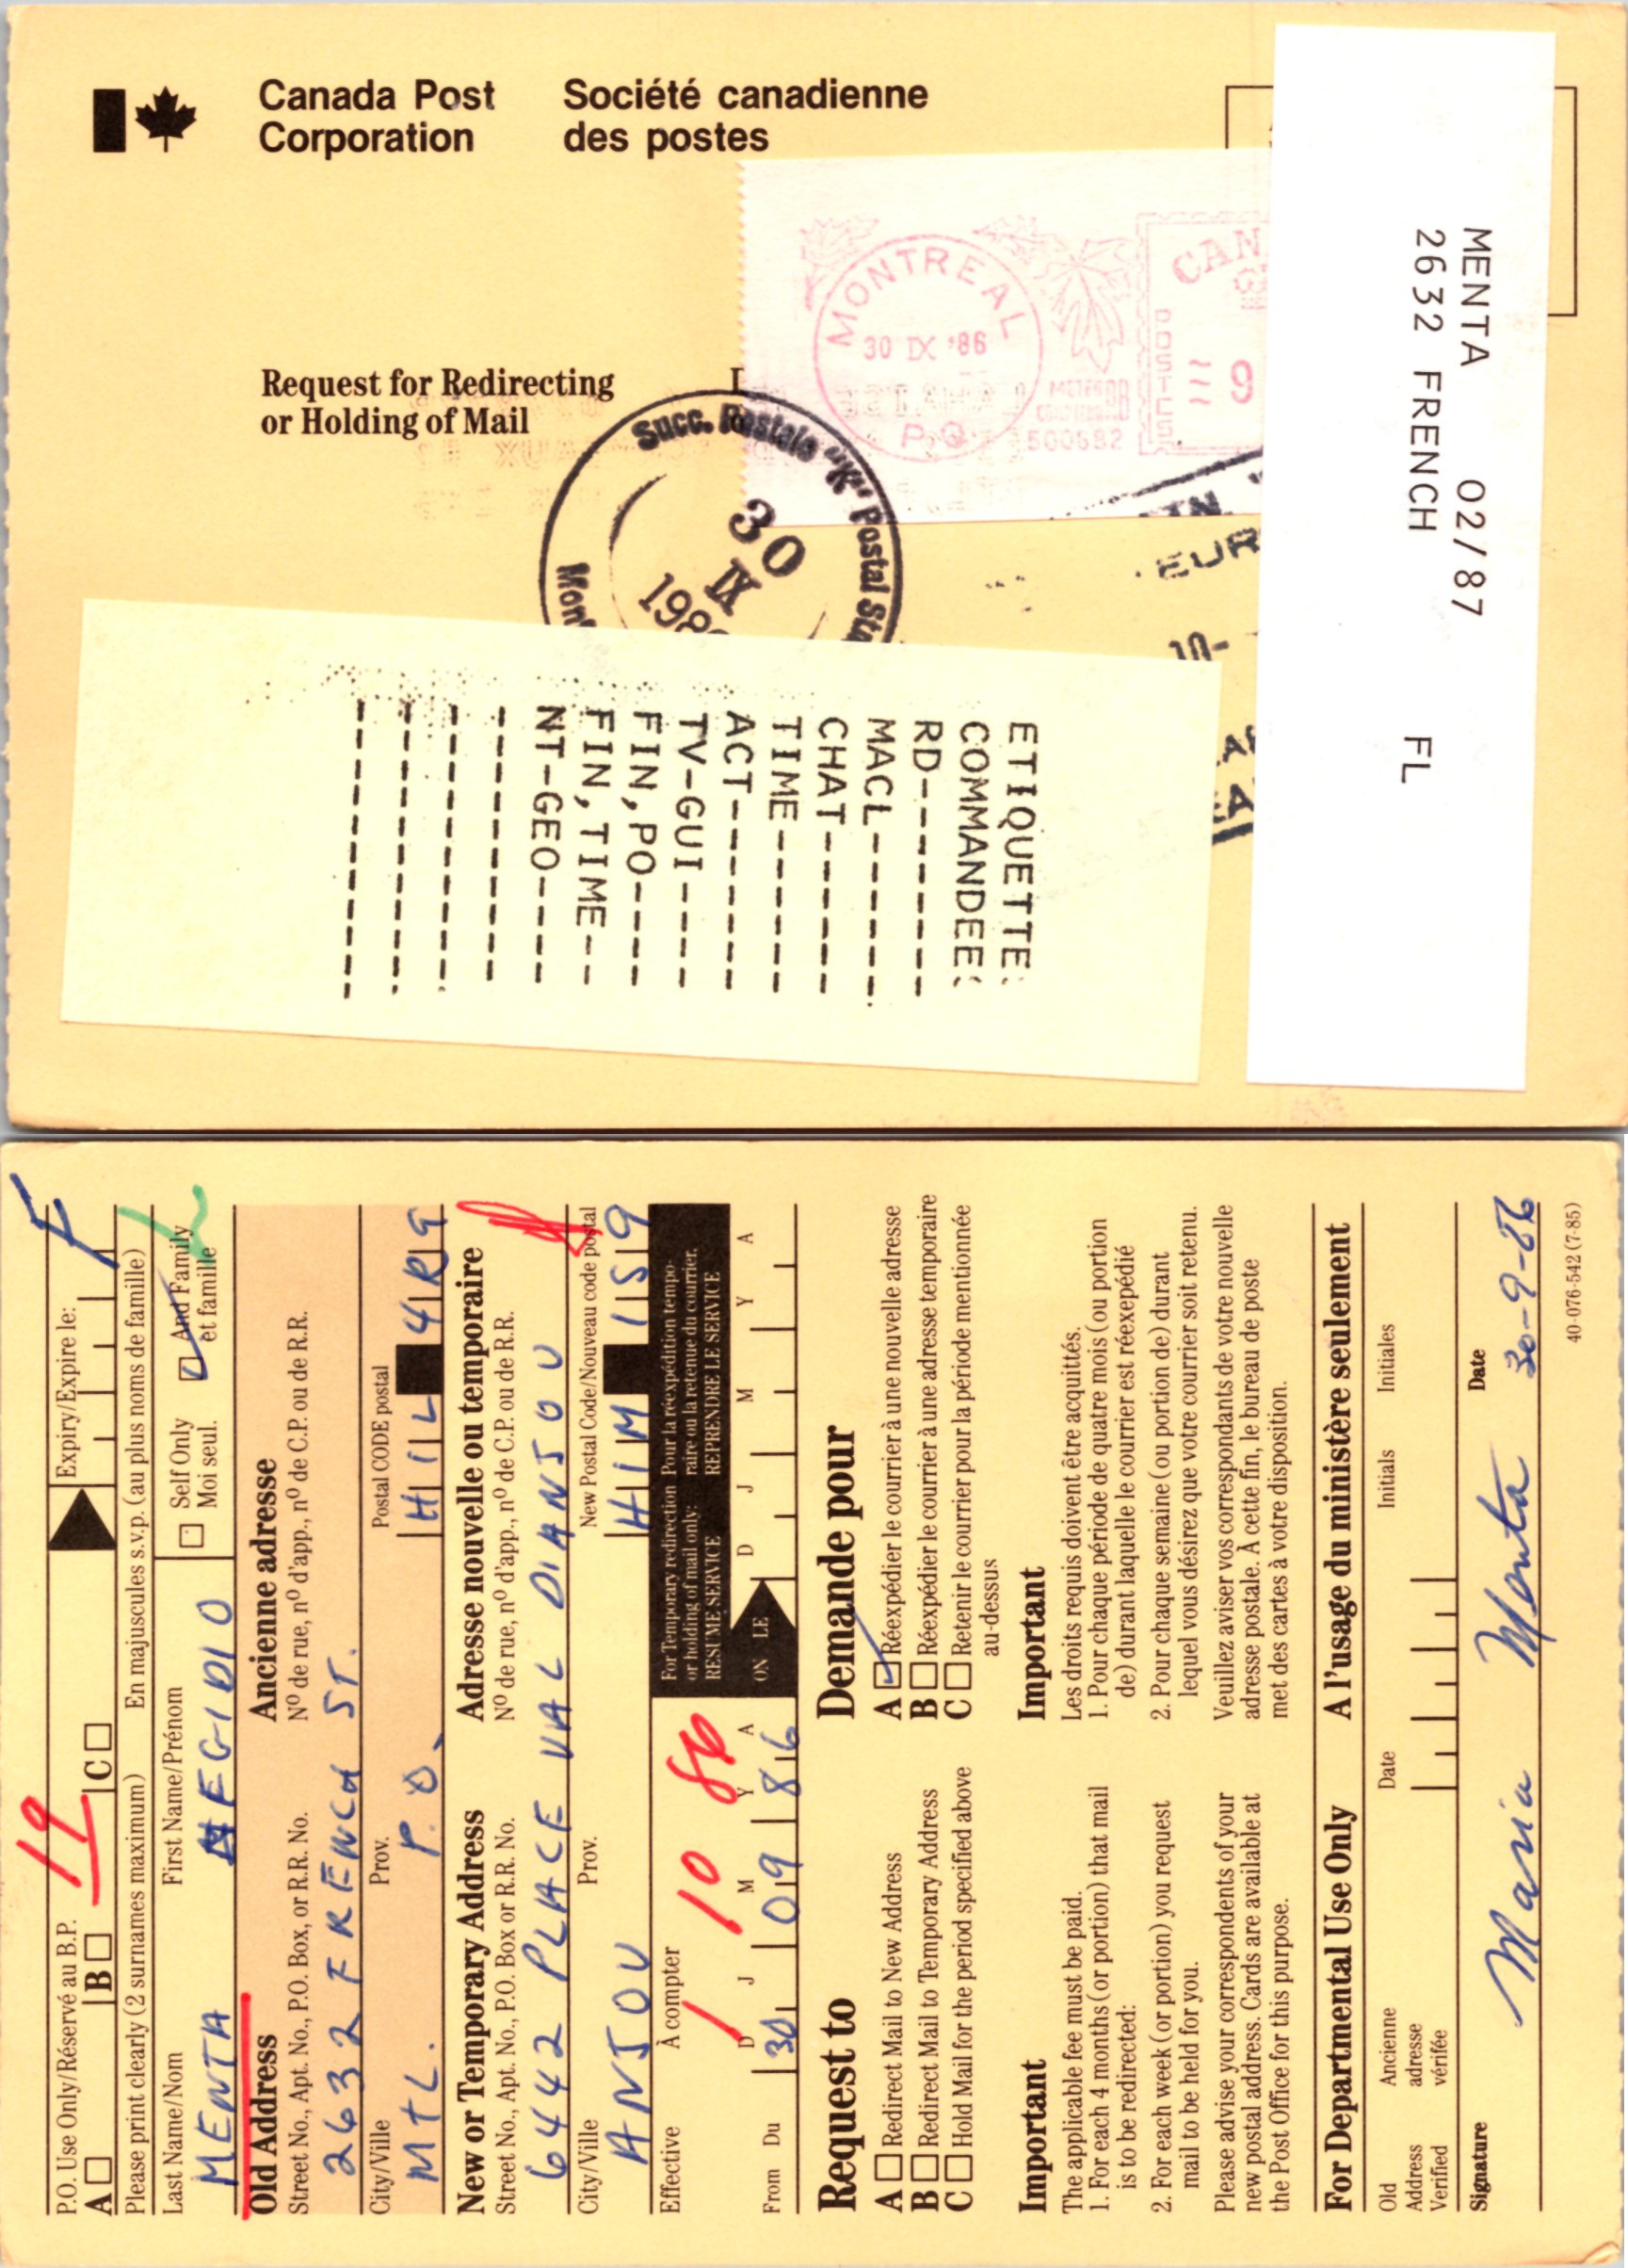 Canada Post
Corporation
Société canadienne
des postes
Request for Redirecting
or Holding of Mail
MONTREAL
30 IX '86
P.Q.
CAN
POSTES
METER
500582
9
Succ. Postale "K" Postal Sta
30
IX
198
Mont
EUR
10-
MENTA 02/87
2632 FRENCH FL
ETIQUETTE:
COMMANDEE:
RD--------
MACL-------
CHAT------
TIME-------
ACT--------
TV-GUI-----
FIN,PO----
FIN,TIME--
NT-GEO----
P.O. Use Only/Réservé au B.P.
A B C
19
Expiry/Expire le:
Please print clearly (2 surnames maximum) En majuscules s.v.p. (au plus noms de famille)
Last Name/Nom First Name/Prénom
MENTA EGIDIO
Self Only
Moi seul.
And Family
et famille
Old Address Ancienne adresse
Street No., Apt. No., P.O. Box, or R.R. No. Nº de rue, nº d'app., nº de C.P. ou de R.R.
2632 FRENCH ST.
City/Ville Prov. Postal CODE postal
MTL. P.Q. H1L 4R9
New or Temporary Address Adresse nouvelle ou temporaire
Street No., Apt. No., P.O. Box or R.R. No. Nº de rue, nº d'app., nº de C.P. ou de R.R.
6442 PLACE VAL DIANJOU
City/Ville Prov. New Postal Code/Nouveau code postal
ANJOU H1M 1S9
Effective À compter
1 10 86
D J M Y A
From Du 30 09 86
For Temporary redirection
or holding of mail only:
RESUME SERVICE
Pour la réexpédition tempo-
raire ou la retenue du courrier.
REPRENDRE LE SERVICE
ON LE
D J M Y A
Request to
A Redirect Mail to New Address
B Redirect Mail to Temporary Address
C Hold Mail for the period specified above
Demande pour
A Réexpédier le courrier à une nouvelle adresse
B Réexpédier le courrier à une adresse temporaire
C Retenir le courrier pour la période mentionnée
au-dessus
Important
The applicable fee must be paid.
1. For each 4 months (or portion) that mail
is to be redirected:
2. For each week (or portion) you request
mail to be held for you.
Please advise your correspondents of your
new postal address. Cards are available at
the Post Office for this purpose.
Important
Les droits requis doivent être acquittés.
1. Pour chaque période de quatre mois (ou portion
de) durant laquelle le courrier est réexepédié
2. Pour chaque semaine (ou portion de) durant
lequel vous désirez que votre courrier soit retenu.
Veuillez aviser vos correspondants de votre nouvelle
adresse postale. À cette fin, le bureau de poste
met des cartes à votre disposition.
For Departmental Use Only A l'usage du ministère seulement
Old
Address
Verified
Ancienne
adresse
vérifée
Date Initials Initiales
Signature Maria Menta Date 30-9-86
40-076-542 (7-85)